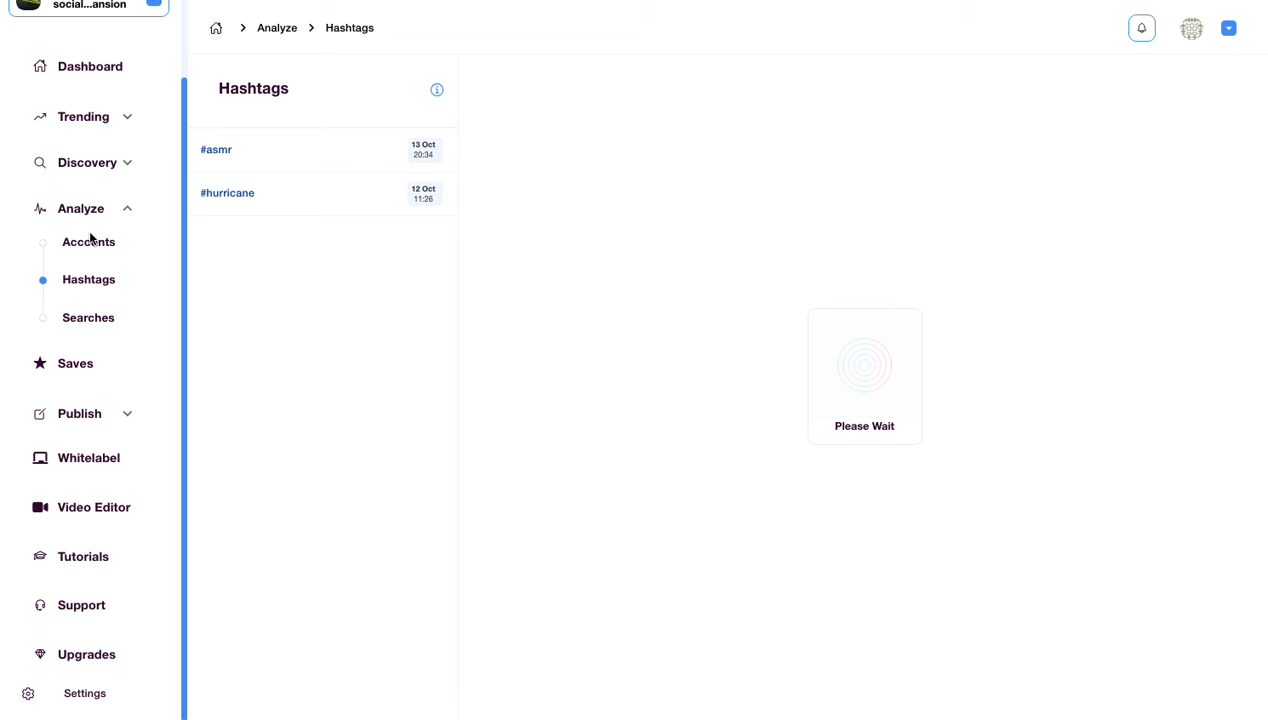 social...ansion
Analyze
Hashtags
Dashboard
Trending
Discovery
Analyze
Accounts
Hashtags
Searches
Saves
Publish
Whitelabel
Video Editor
Tutorials
Support
Upgrades
Settings
Hashtags
#asmr
13 Oct
20:34
#hurricane
12 Oct
11:26
Please Wait